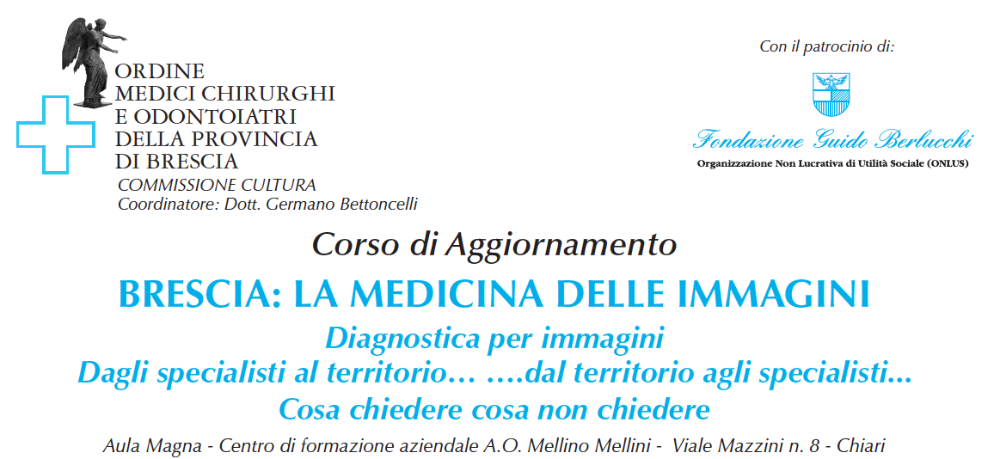 ORDINE
MEDICI CHIRURGHI
E ODONTOIATRI
DELLA PROVINCIA
DI BRESCIA
COMMISSIONE CULTURA
Coordinatore: Dott. Germano Bettoncelli
Con il patrocinio di:
Fondazione Guido Berlucchi
Organizzazione Non Lucrativa di Utilità Sociale (ONLUS)
Corso di Aggiornamento
BRESCIA: LA MEDICINA DELLE IMMAGINI
Diagnostica per immagini
Dagli specialisti al territorio… ….dal territorio agli specialisti...
Cosa chiedere cosa non chiedere
Aula Magna - Centro di formazione aziendale A.O. Mellino Mellini - Viale Mazzini n. 8 - Chiari